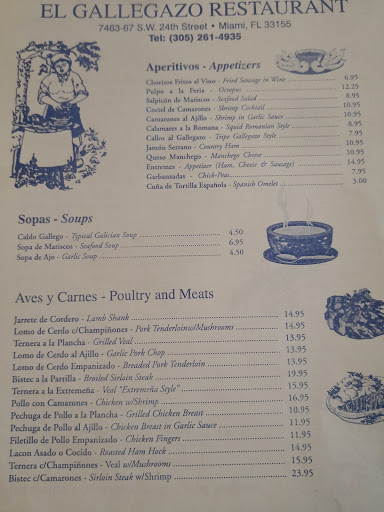 EL GALLEGAZO RESTAURANT
7463-67 S.W. 24th Street • Miami, FL 33155
Tel: (305) 261-4935
Aperitivos - Appetizers
Chorizos Fritos al Vino - Fried Sausage in Wine 6.95
Pulpo a la Feria - Octopus 12.25
Salpicón de Mariscos - Seafood Salad 8.95
Coctel de Camarones - Shrimp Cocktail 10.95
Camarones al Ajillo - Shrimp in Garlic Sauce 10.95
Calamares a la Romana - Squid Romanian Style 8.95
Callos al Gallegazo - Tripe Gallegazo Style 7.95
Jamón Serrano - Country Ham 10.95
Queso Manchego - Manchego Cheese 10.95
Entremes - Appetizer (Ham, Cheese & Sausage) 14.95
Garbanzadas - Chick-Peas 7.95
Cuña de Tortilla Española - Spanish Omelet 3.00
Sopas - Soups
Caldo Gallego - Typical Galician Soup 4.50
Sopa de Mariscos - Seafood Soup 6.95
Sopa de Ajo - Garlic Soup 4.50
Aves y Carnes - Poultry and Meats
Jarrete de Cordero - Lamb Shank 14.95
Lomo de Cerdo c/Champiñones - Pork Tenderloin w/Mushrooms 14.95
Ternera a la Plancha - Grilled Veal 13.95
Lomo de Cerdo al Ajillo - Garlic Pork Chop 13.95
Lomo de Cerdo Empanizado - Breaded Pork Tenderloin 13.95
Bistec a la Parrilla - Broiled Sirloin Steak 19.95
Ternera a la Extremeña - Veal "Extremeña Style" 15.95
Pollo con Camarones - Chicken w/Shrimp 16.95
Pechuga de Pollo a la Plancha - Grilled Chicken Breast 10.95
Pechuga de Pollo al Ajillo - Chicken Breast in Garlic Sauce 11.95
Filetillo de Pollo Empanizado - Chicken Fingers 11.95
Lacon Asado o Cocido - Roasted Ham Hock 14.95
Ternera c/Champiñones - Veal w/Mushrooms 15.95
Bistec c/Camarones - Sirloin Steak w/Shrimp 23.95